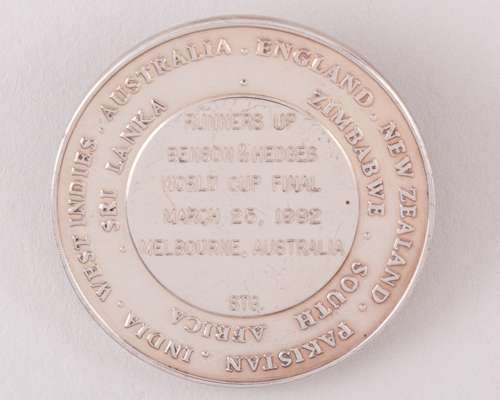 AUSTRALIA · ENGLAND · NEW ZEALAND · PAKISTAN · INDIA · WEST INDIES ·
SRI LANKA · ZIMBABWE · SOUTH AFRICA ·
RUNNERS UP
BENSON & HEDGES
WORLD CUP FINAL
MARCH 25, 1992
MELBOURNE, AUSTRALIA
STG.